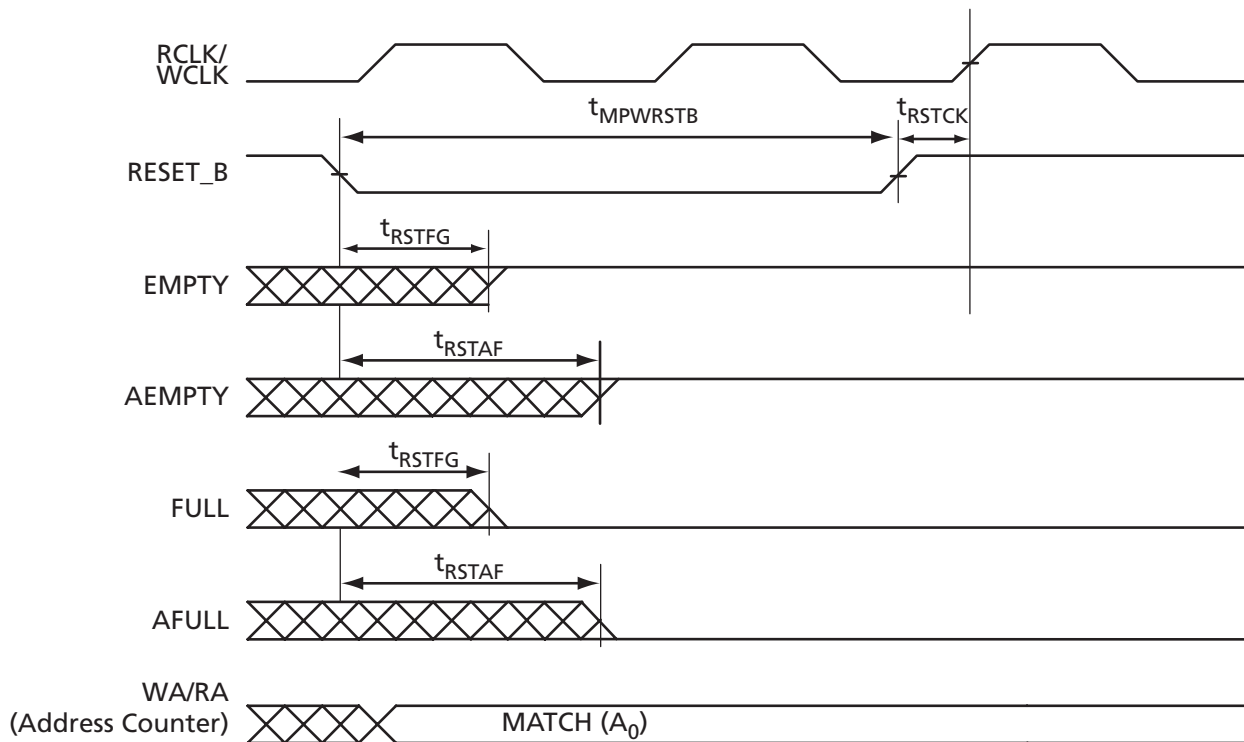 RCLK/
WCLK
tMPWRSTB
tRSTCK
RESET_B
tRSTFG
EMPTY
tRSTAF
AEMPTY
tRSTFG
FULL
tRSTAF
AFULL
WA/RA
(Address Counter)
MATCH (A0)